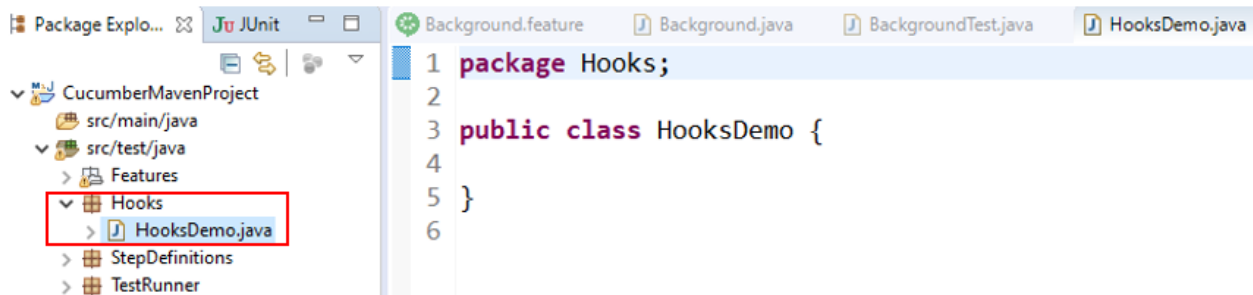 Package Explo... JU JUnit
CucumberMavenProject
src/main/java
src/test/java
Features
Hooks
HooksDemo.java
StepDefinitions
TestRunner
Background.feature Background.java BackgroundTest.java HooksDemo.java
1 package Hooks;
2
3 public class HooksDemo {
4
5 }
6